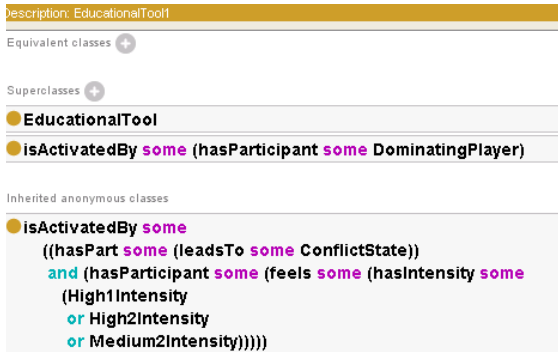 Description: EducationalTool1
Equivalent classes
Superclasses
EducationalTool
isActivatedBy some (hasParticipant some DominatingPlayer)
Inherited anonymous classes
isActivatedBy some
((hasPart some (leadsTo some ConflictState))
and (hasParticipant some (feels some (hasIntensity some
(High1Intensity
or High2Intensity
or Medium2Intensity)))))